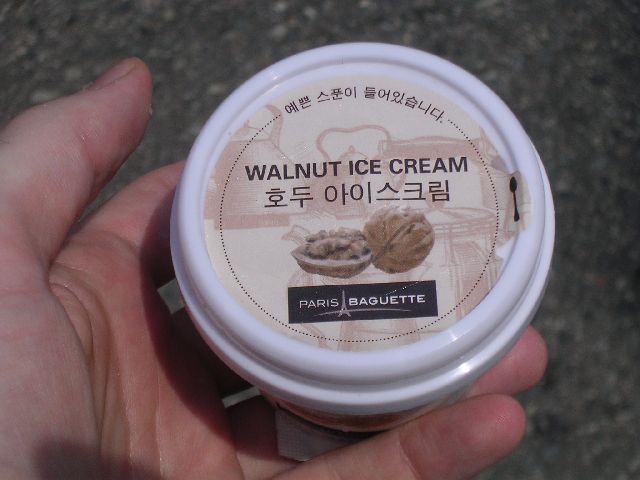 예쁜 스푼이 들어있습니다.
WALNUT ICE CREAM
호두 아이스크림
PARIS BAGUETTE